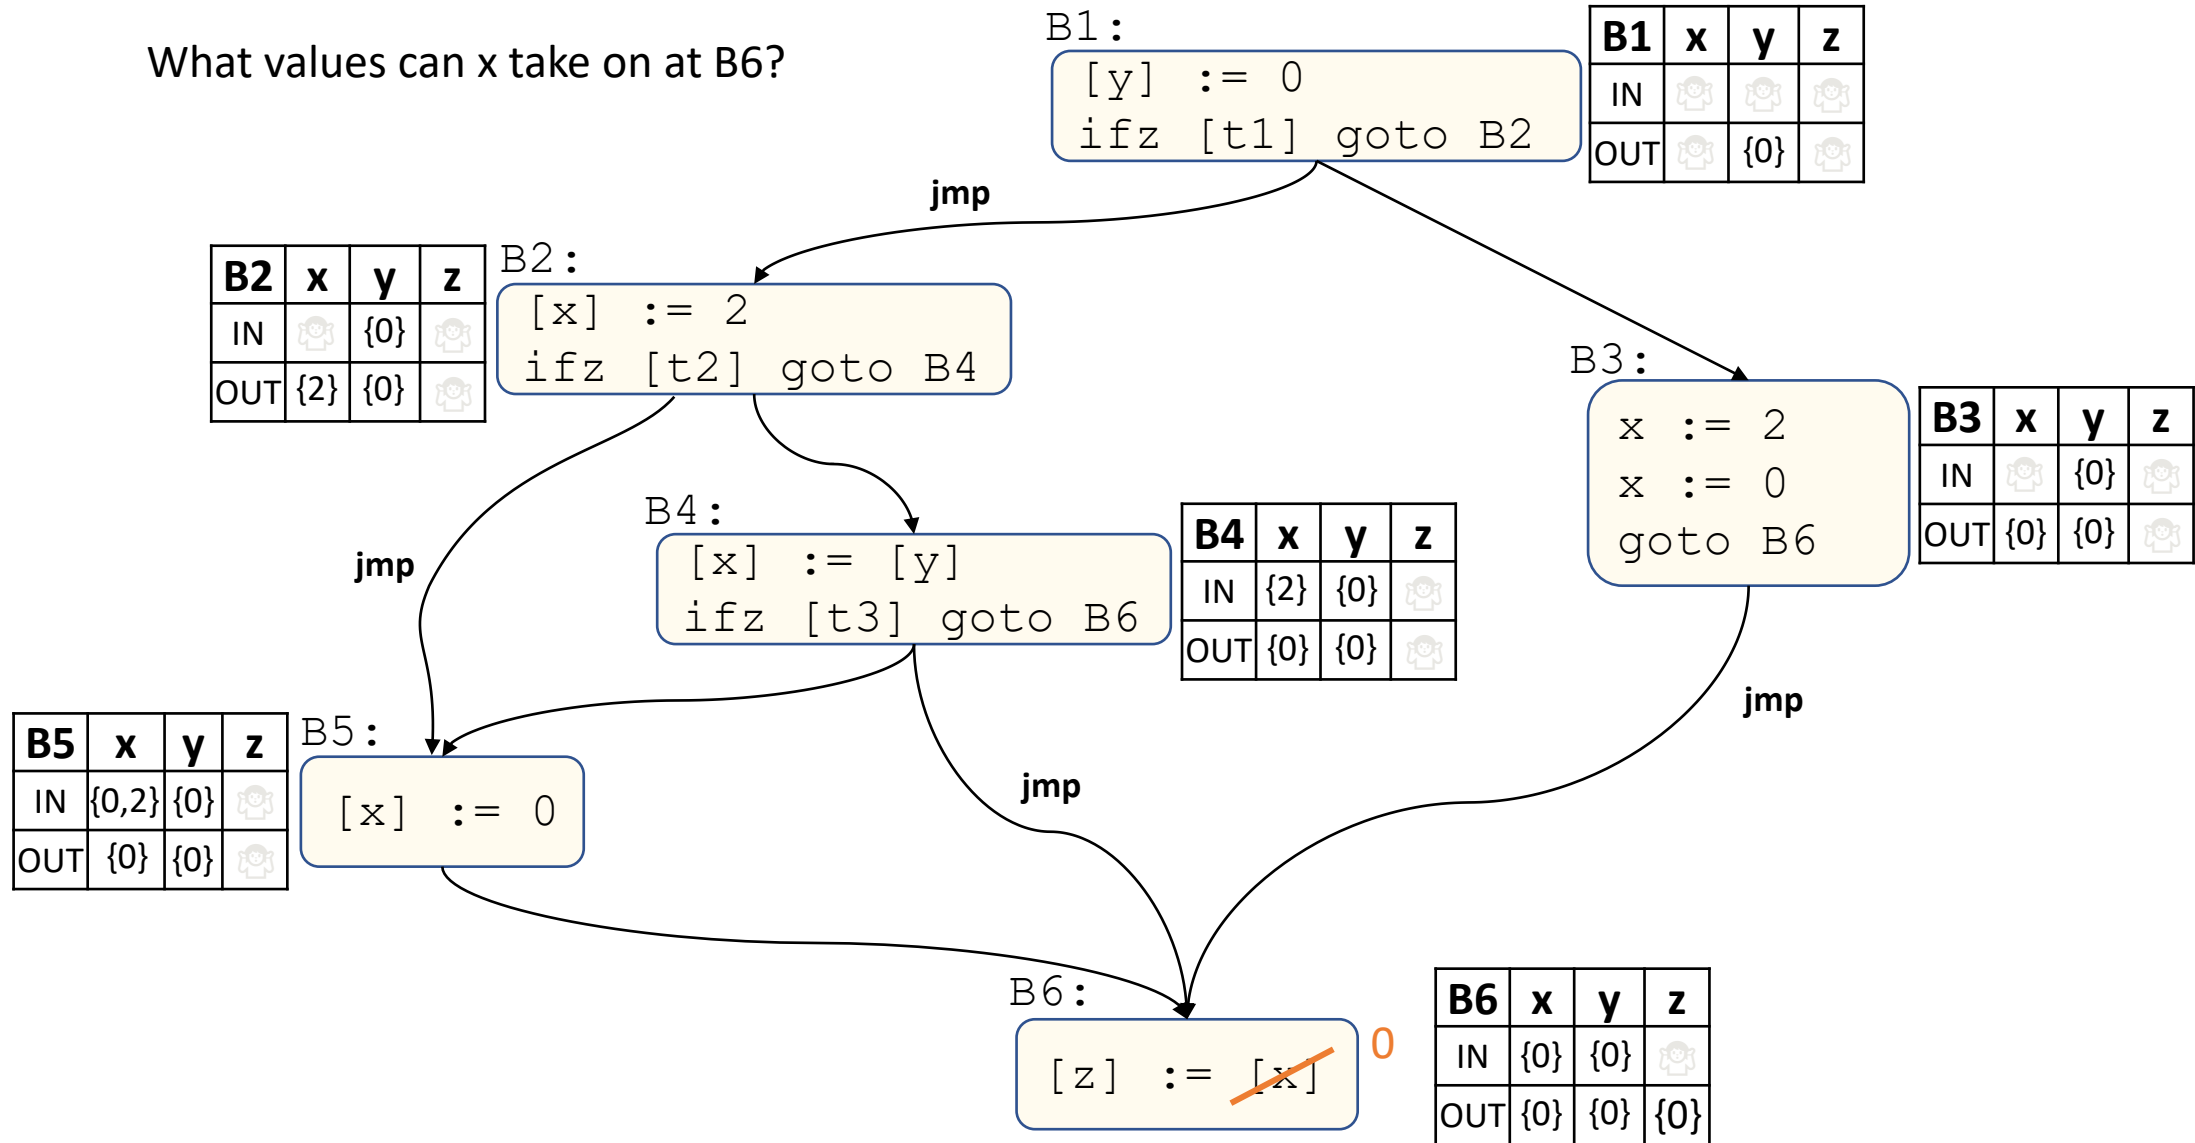 What values can x take on at B6?
B1:
[y] := 0
ifz [t1] goto B2
B1 x y z
IN
OUT {0}
jmp
B2 x y z
IN {0}
OUT {2} {0}
B2:
[x] := 2
ifz [t2] goto B4
B3:
x := 2
x := 0
goto B6
B3 x y z
IN {0}
OUT {0} {0}
jmp
B4:
[x] := [y]
ifz [t3] goto B6
B4 x y z
IN {2} {0}
OUT {0} {0}
jmp
B5 x y z
IN {0,2} {0}
OUT {0} {0}
B5:
[x] := 0
jmp
B6:
[z] := [x] 0
B6 x y z
IN {0} {0}
OUT {0} {0} {0}